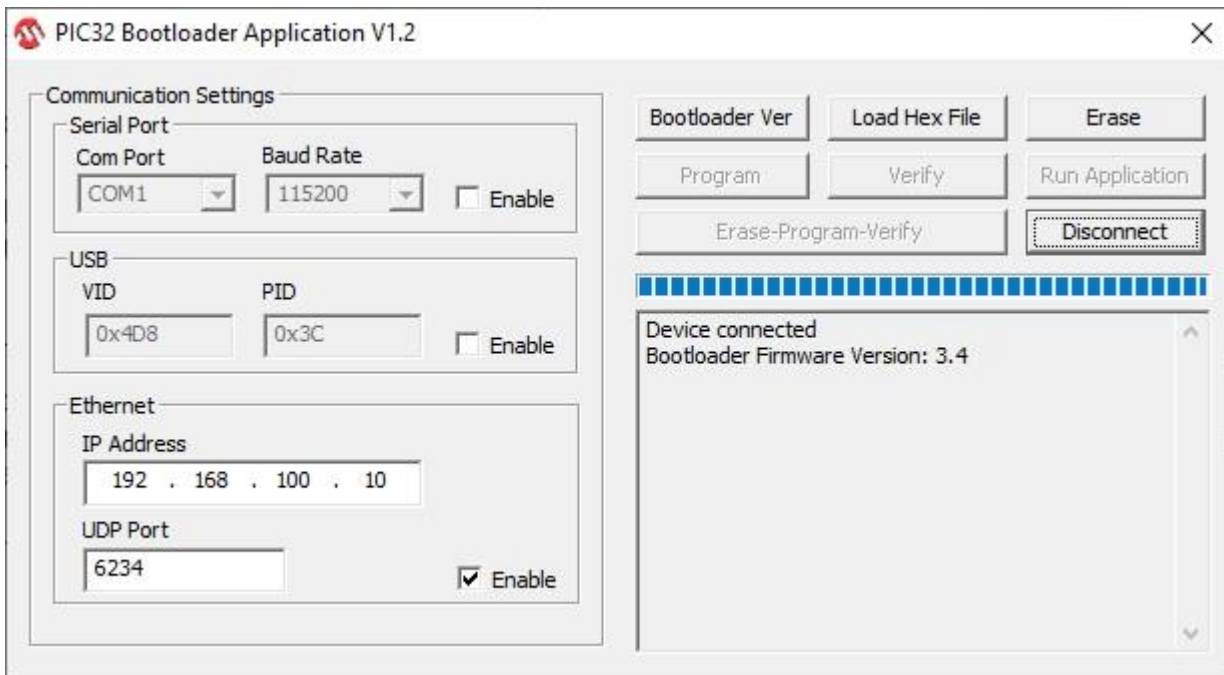 PIC32 Bootloader Application V1.2
Communication Settings
Serial Port
Com Port Baud Rate
COM1 115200 Enable
USB
VID PID
0x4D8 0x3C Enable
Ethernet
IP Address
192 . 168 . 100 . 10
UDP Port
6234 Enable
Bootloader Ver Load Hex File Erase
Program Verify Run Application
Erase-Program-Verify Disconnect
Device connected
Bootloader Firmware Version: 3.4